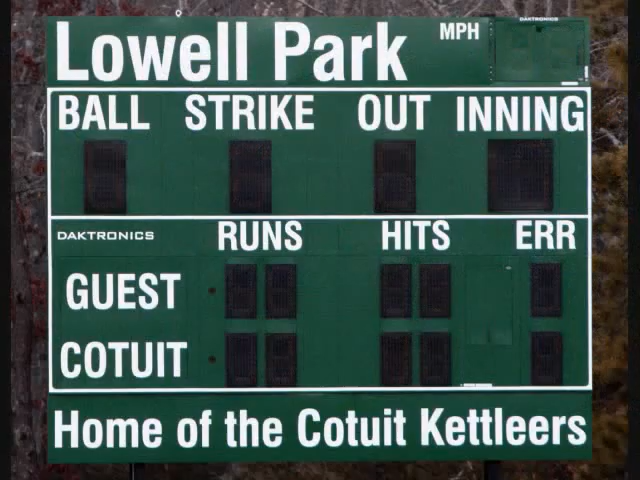 Lowell Park MPH DAKTRONICS
BALL STRIKE OUT INNING
DAKTRONICS RUNS HITS ERR
GUEST
COTUIT
Home of the Cotuit Kettleers